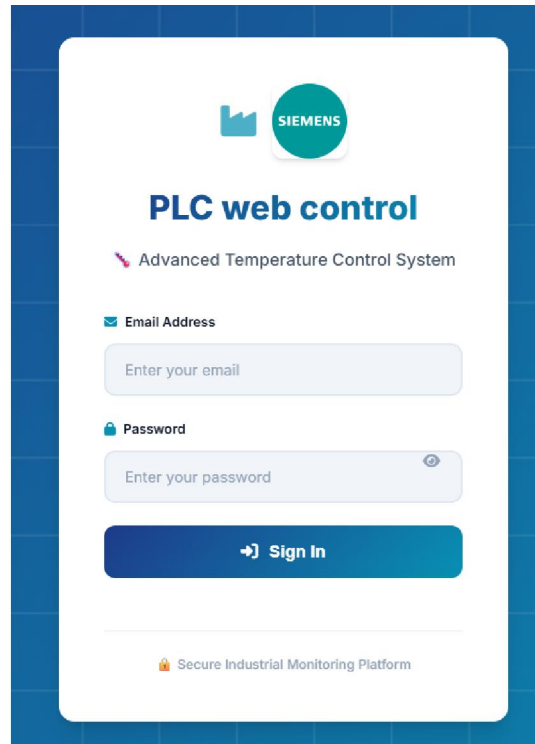 SIEMENS
PLC web control
Advanced Temperature Control System
Email Address
Enter your email
Password
Enter your password
Sign In
Secure Industrial Monitoring Platform